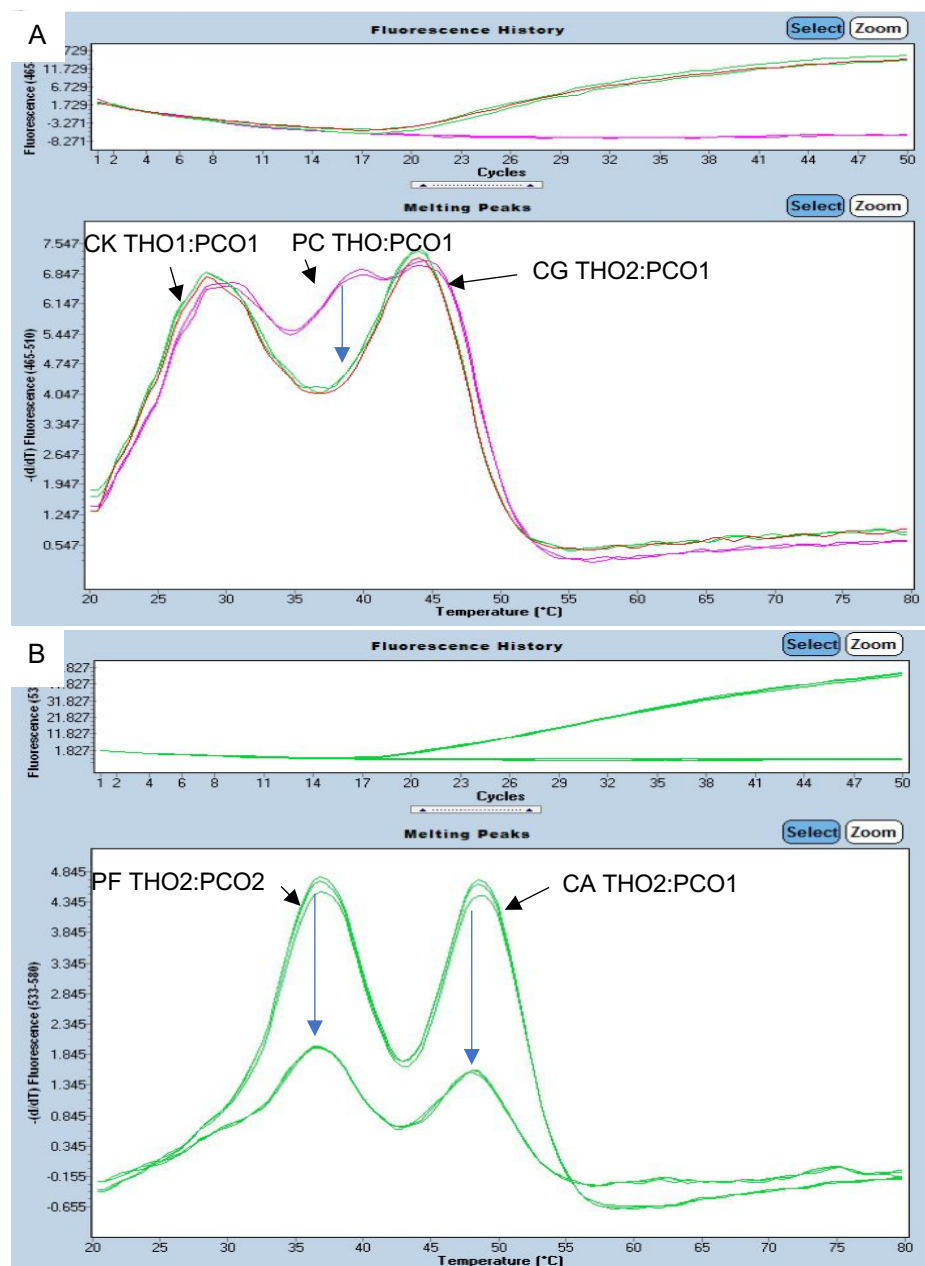 A
Fluorescence History
Select Zoom
Fluorescence (465
.729
11.729
6.729
1.729
-3.271
-8.271
1 2 4 6 8 11 14 17 20 23 26 29 32 35 38 41 44 47 50
Cycles
Melting Peaks
Select Zoom
CK THO1:PCO1
PC THO:PCO1
CG THO2:PCO1
-(d/dT) Fluorescence (465-510)
7.547
6.847
6.147
5.447
4.747
4.047
3.347
2.647
1.947
1.247
0.547
20 25 30 35 40 45 50 55 60 65 70 75 80
Temperature (°C)
B
Fluorescence History
Select Zoom
Fluorescence (53
.827
.827
31.827
21.827
11.827
1.827
1 2 4 6 8 11 14 17 20 23 26 29 32 35 38 41 44 47 50
Cycles
Melting Peaks
Select Zoom
PF THO2:PCO2
CA THO2:PCO1
-(d/dT) Fluorescence (533-580)
4.845
4.345
3.845
3.345
2.845
2.345
1.845
1.345
0.845
0.345
-0.155
-0.655
20 25 30 35 40 45 50 55 60 65 70 75 80
Temperature (°C)